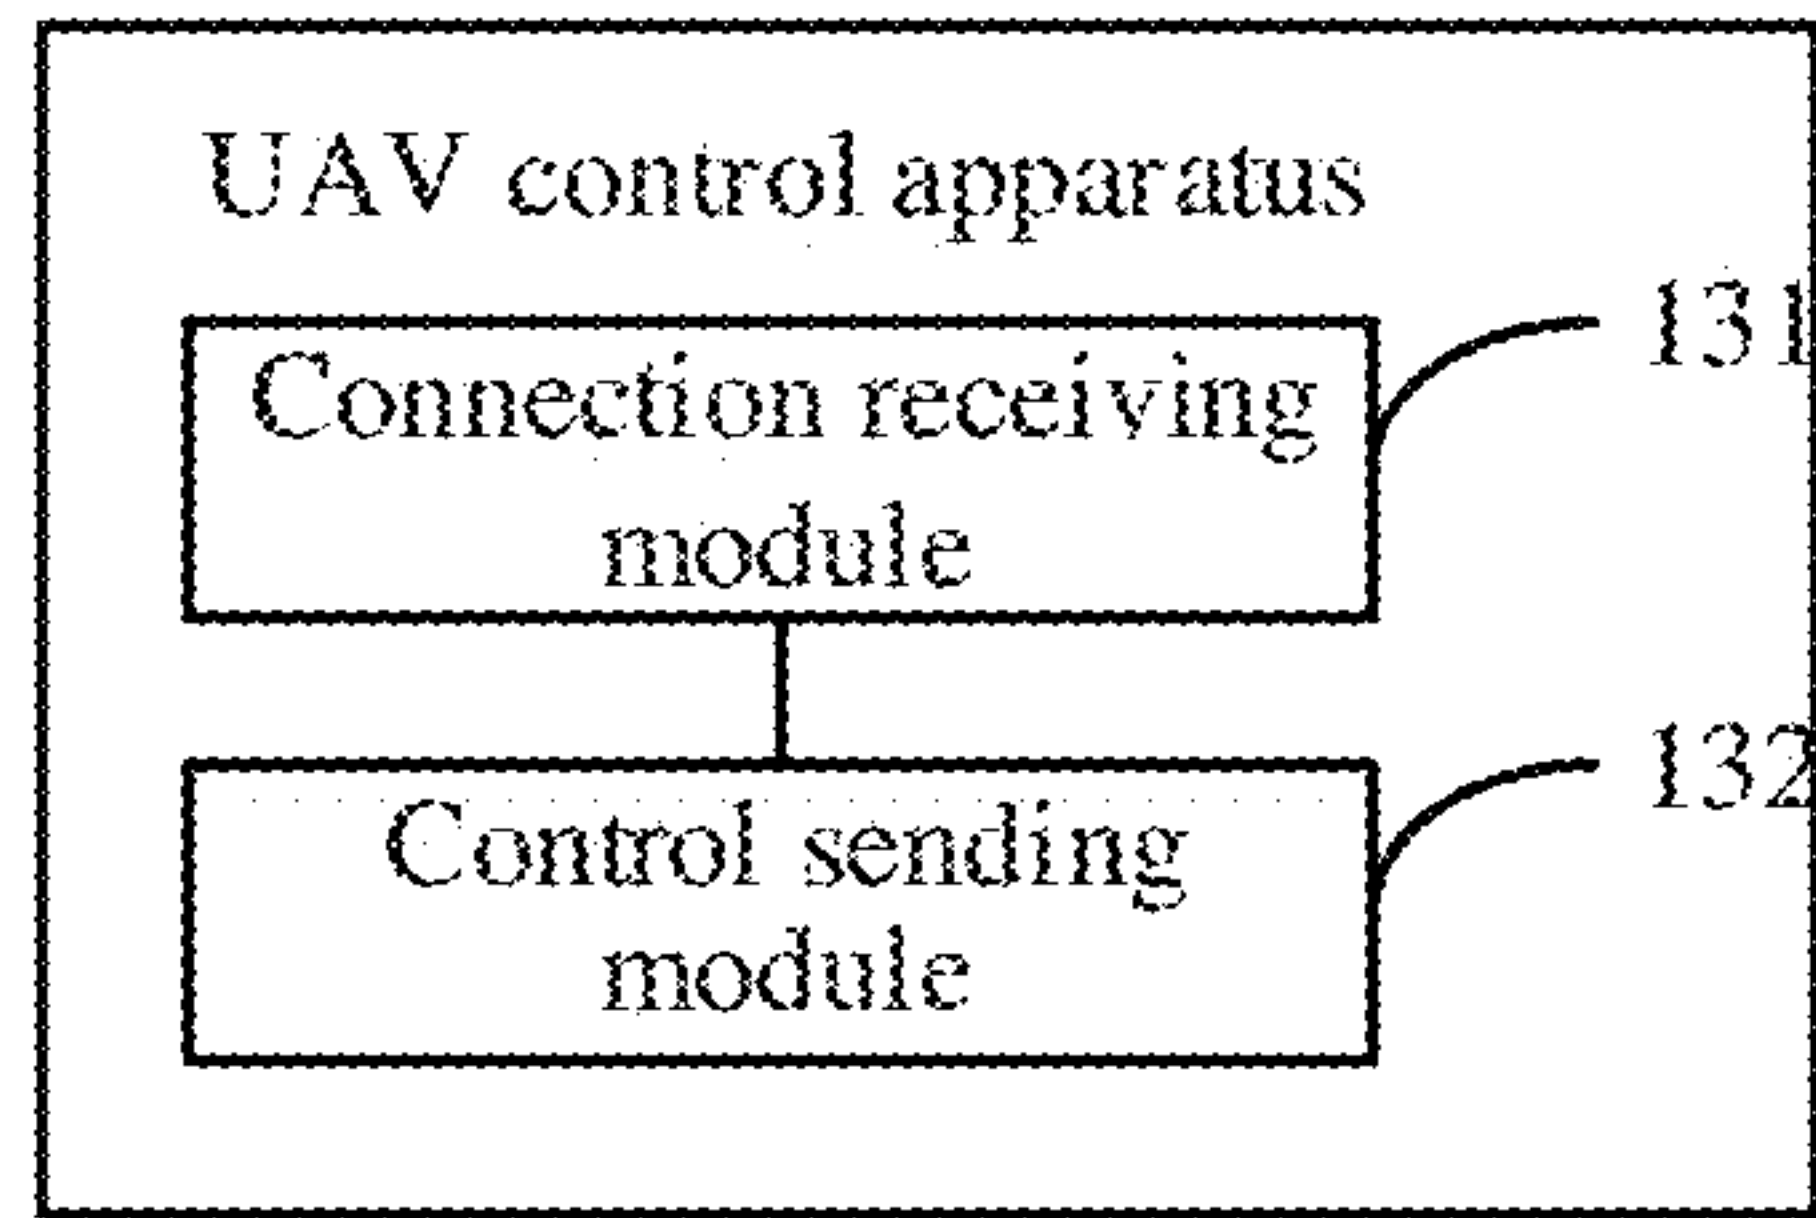 UAV control apparatus
131
Connection receiving
module
132
Control sending
module